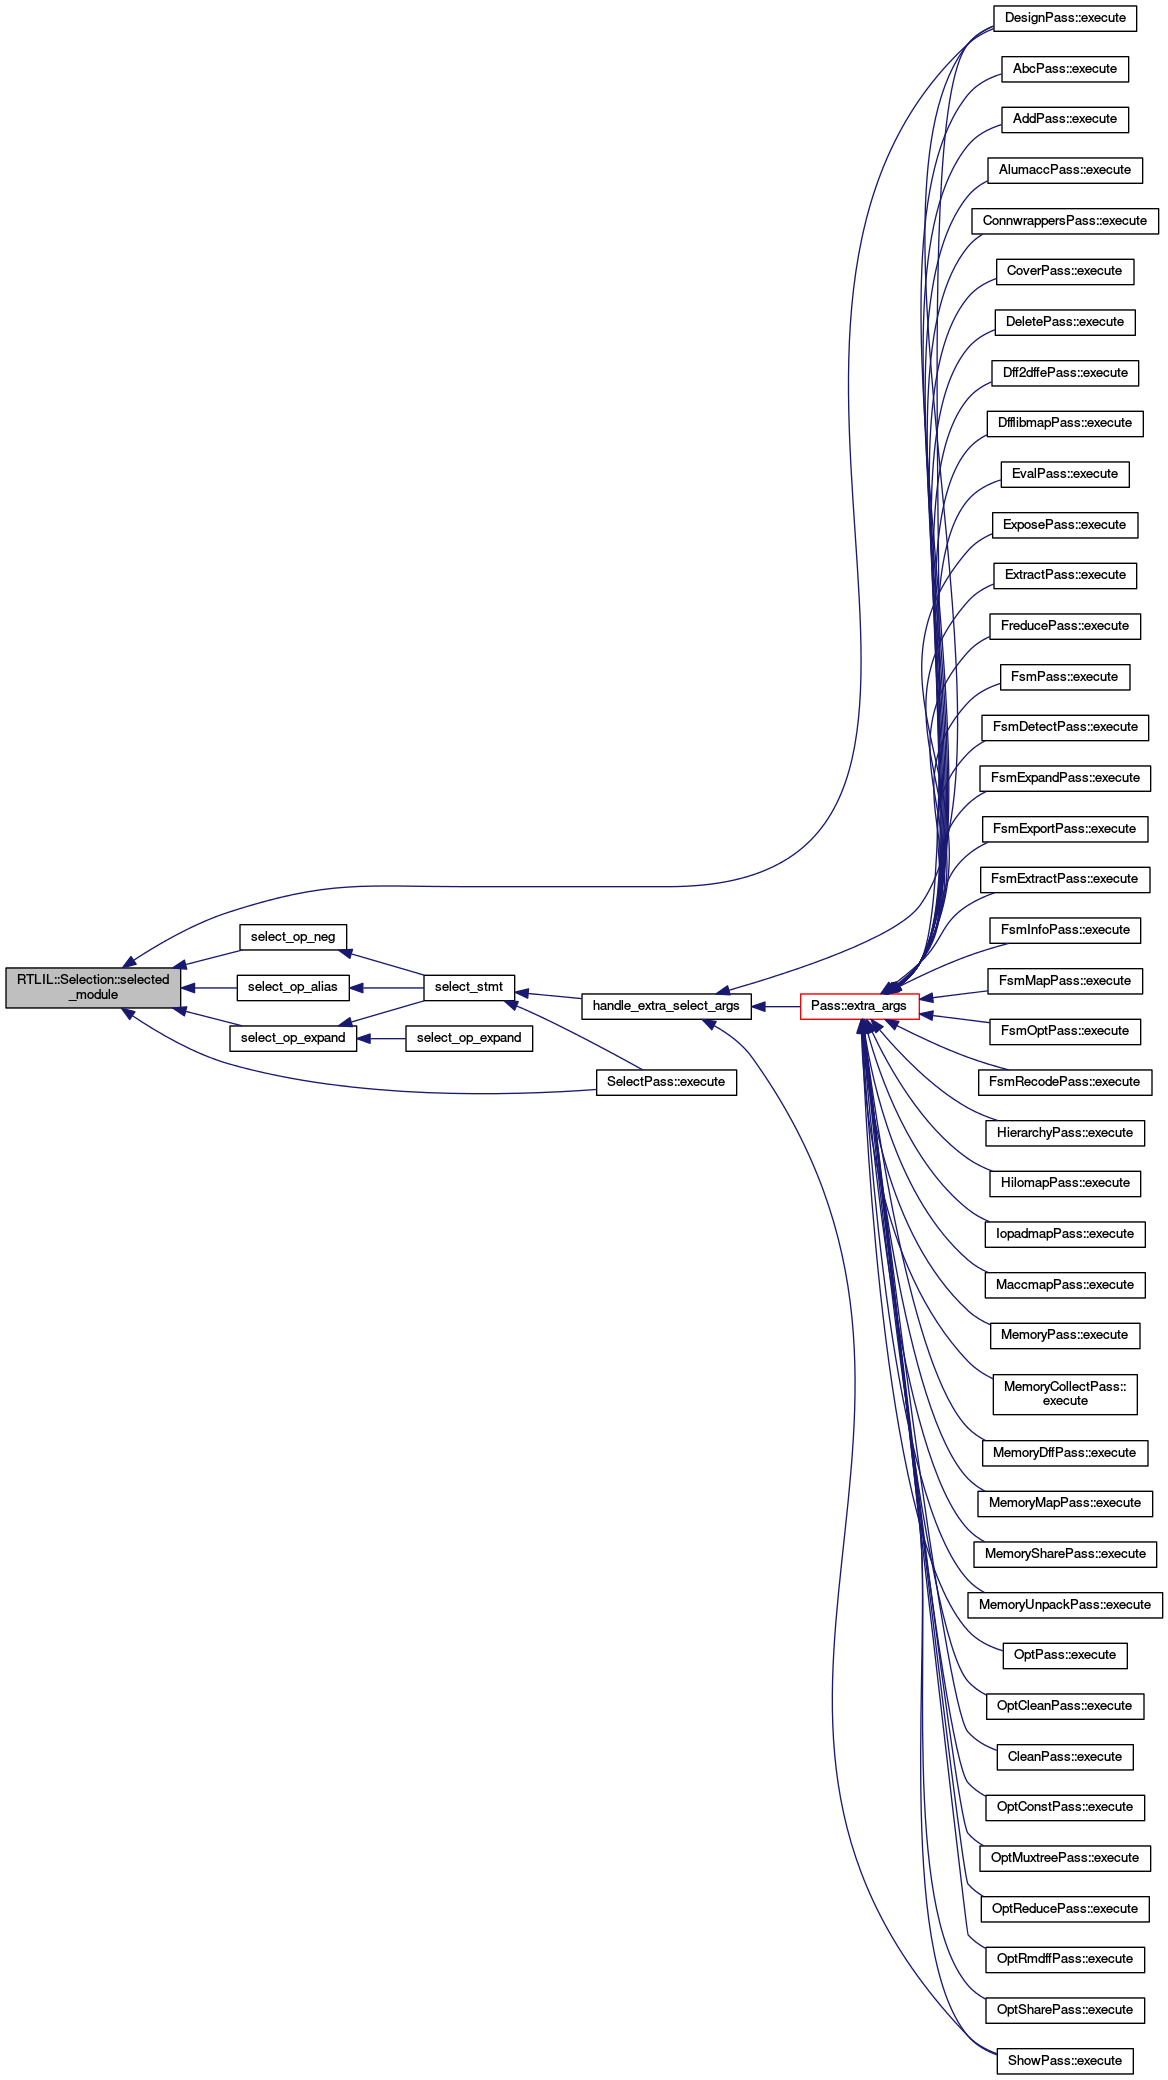 DesignPass::execute
AbcPass::execute
AddPass::execute
AlumaccPass::execute
ConnwrappersPass::execute
CoverPass::execute
DeletePass::execute
Dff2dffePass::execute
DfflibmapPass::execute
EvalPass::execute
ExposePass::execute
ExtractPass::execute
FreducePass::execute
FsmPass::execute
FsmDetectPass::execute
FsmExpandPass::execute
FsmExportPass::execute
FsmExtractPass::execute
FsmInfoPass::execute
FsmMapPass::execute
FsmOptPass::execute
FsmRecodePass::execute
HierarchyPass::execute
HilomapPass::execute
IopadmapPass::execute
MaccmapPass::execute
MemoryPass::execute
MemoryCollectPass::
execute
MemoryDffPass::execute
MemoryMapPass::execute
MemorySharePass::execute
MemoryUnpackPass::execute
OptPass::execute
OptCleanPass::execute
CleanPass::execute
OptConstPass::execute
OptMuxtreePass::execute
OptReducePass::execute
OptRmdffPass::execute
OptSharePass::execute
ShowPass::execute
RTLIL::Selection::selected
_module
select_op_neg
select_op_alias
select_op_expand
select_stmt
select_op_expand
SelectPass::execute
handle_extra_select_args
Pass::extra_args